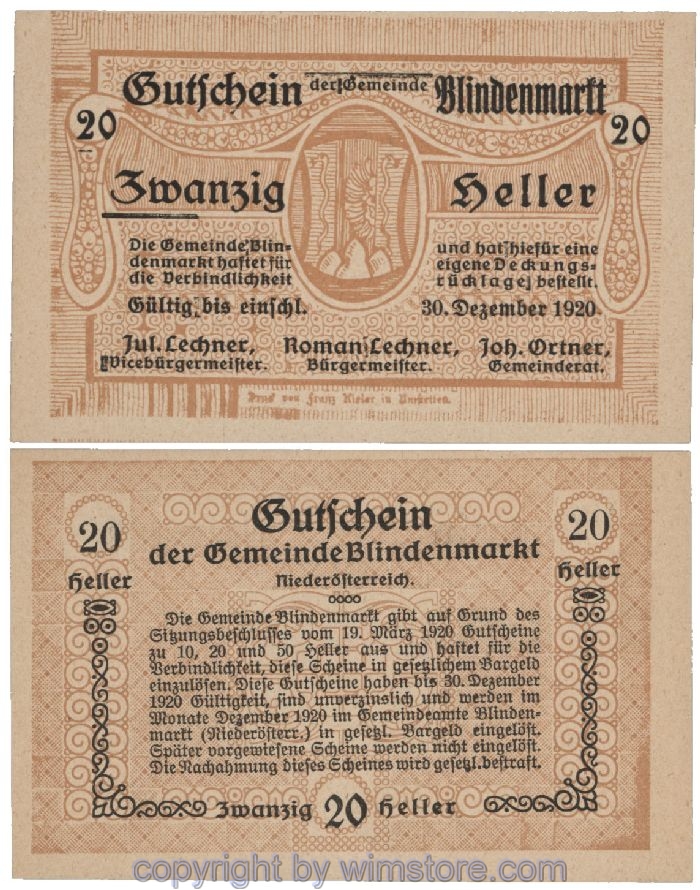 Gutschein der Gemeinde Blindenmarkt
20 20
Zwanzig Heller
Die Gemeinde Blin-
denmarkt haftet für
die Verbindlichkeit
und hat hiefür eine
eigene Deckungs-
rücklage bestellt.
Gültig bis einschl. 30. Dezember 1920.
Jul. Lechner, Roman Lechner, Joh. Ortner,
Vicebürgermeister. Bürgermeister. Gemeinderat.
Druck von Franz in
20 Gutschein 20
der Gemeinde Blindenmarkt
Heller Heller
Niederösterreich.
Die Gemeinde Blindenmarkt gibt auf Grund des
Sitzungsbeschlusses vom 19. März 1920 Gutscheine
zu 10, 20 und 50 Heller aus und haftet für die
Verbindlichkeit, diese Scheine in gesetzlichem Bargeld
einzulösen. Diese Gutscheine haben bis 30. Dezember
1920 Gültigkeit, sind unverzinslich und werden im
Monate Dezember 1920 im Gemeindeamte Blinden-
markt (Niederösterr.) in gesetzl. Bargeld eingelöst.
Später vorgewiesene Scheine werden nicht eingelöst.
Die Nachahmung dieses Scheines wird gesetzl. bestraft.
Zwanzig 20 Heller
copyright by wimstore.com